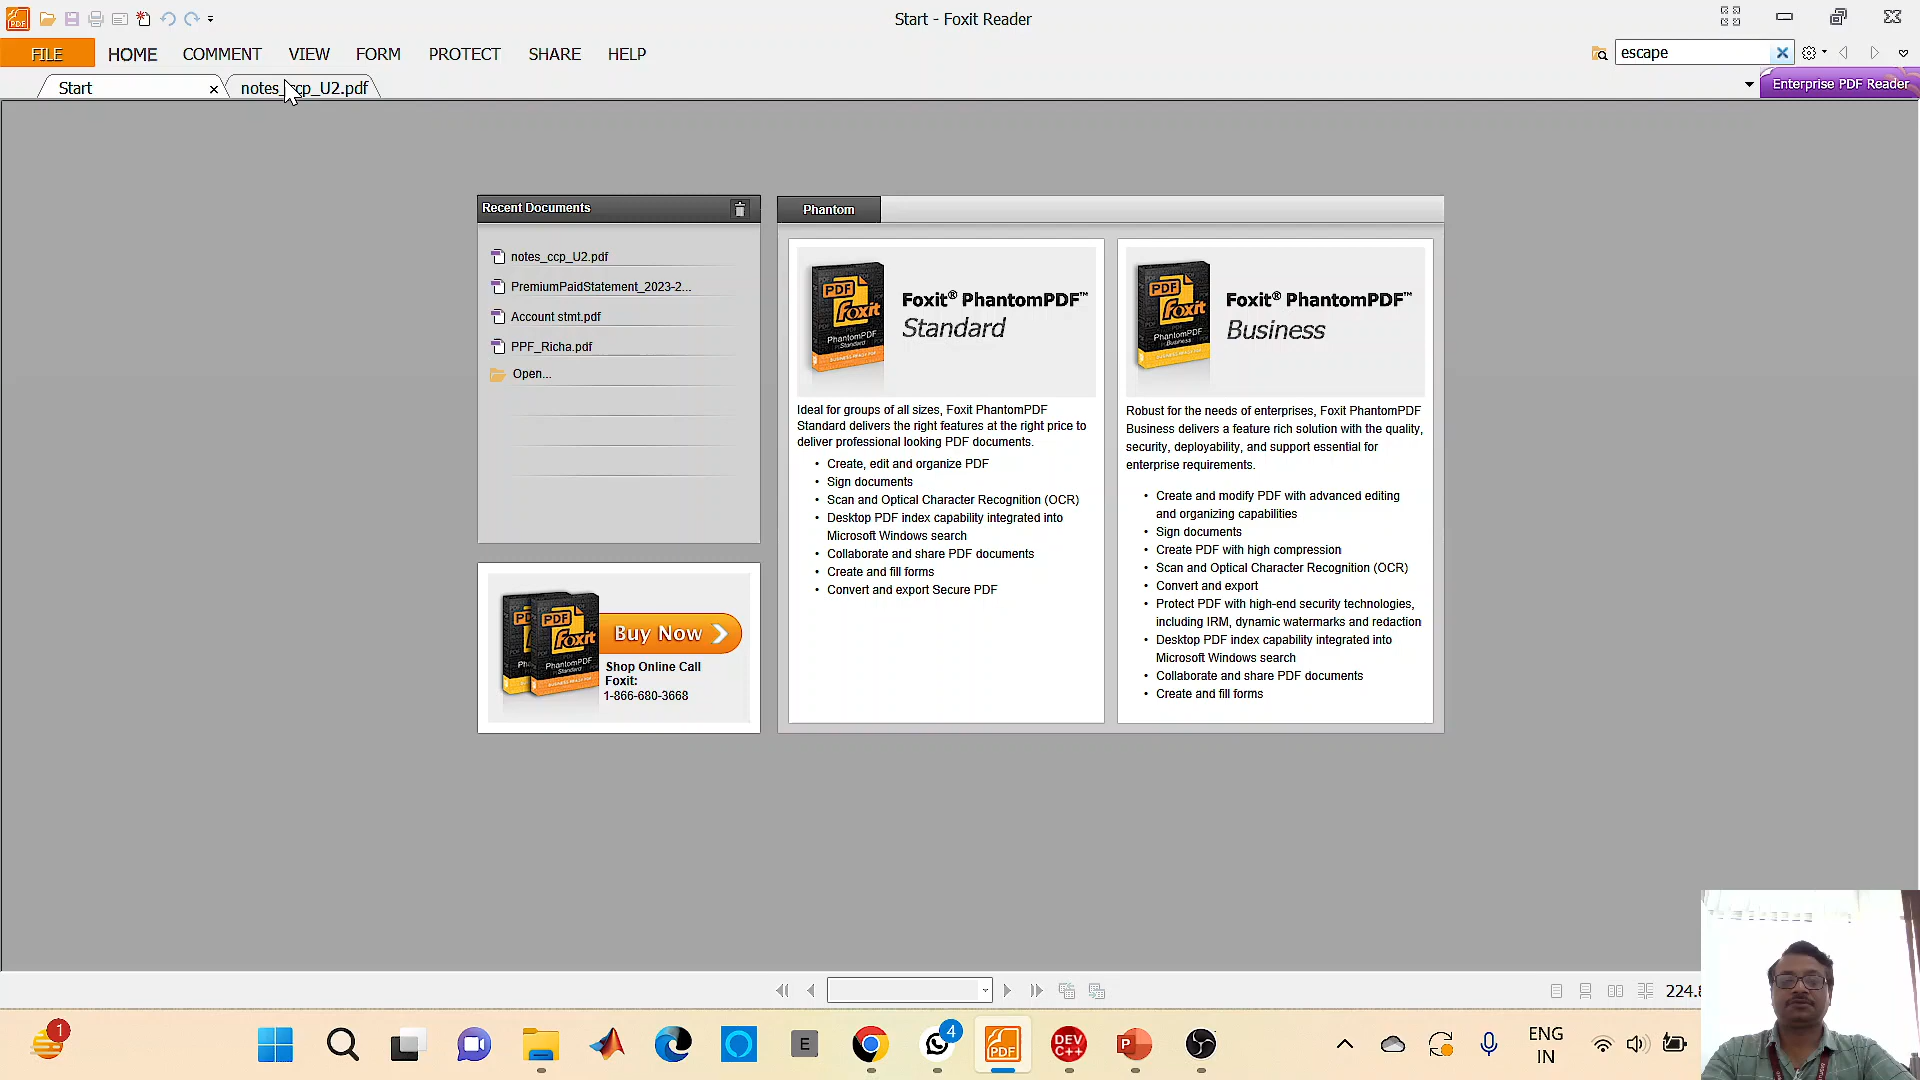 Start - Foxit Reader
FILE HOME COMMENT VIEW FORM PROTECT SHARE HELP
escape
Start
notes_ccp_U2.pdf
Enterprise PDF Reader
Recent Documents
notes_ccp_U2.pdf
PremiumPaidStatement_2023-2...
Account stmt.pdf
PPF_Richa.pdf
Open...
Buy Now
Shop Online Call
Foxit:
1-866-680-3668
Phantom
Foxit® PhantomPDF™
Standard
Ideal for groups of all sizes, Foxit PhantomPDF
Standard delivers the right features at the right price to
deliver professional looking PDF documents.
• Create, edit and organize PDF
• Sign documents
• Scan and Optical Character Recognition (OCR)
• Desktop PDF index capability integrated into
Microsoft Windows search
• Collaborate and share PDF documents
• Create and fill forms
• Convert and export Secure PDF
Foxit® PhantomPDF™
Business
Robust for the needs of enterprises, Foxit PhantomPDF
Business delivers a feature rich solution with the quality,
security, deployability, and support essential for
enterprise requirements.
• Create and modify PDF with advanced editing
and organizing capabilities
• Sign documents
• Create PDF with high compression
• Scan and Optical Character Recognition (OCR)
• Convert and export
• Protect PDF with high-end security technologies,
including IRM, dynamic watermarks and redaction
• Desktop PDF index capability integrated into
Microsoft Windows search
• Collaborate and share PDF documents
• Create and fill forms
1
E
4
PDF
DEV
C++
P
ENG
IN